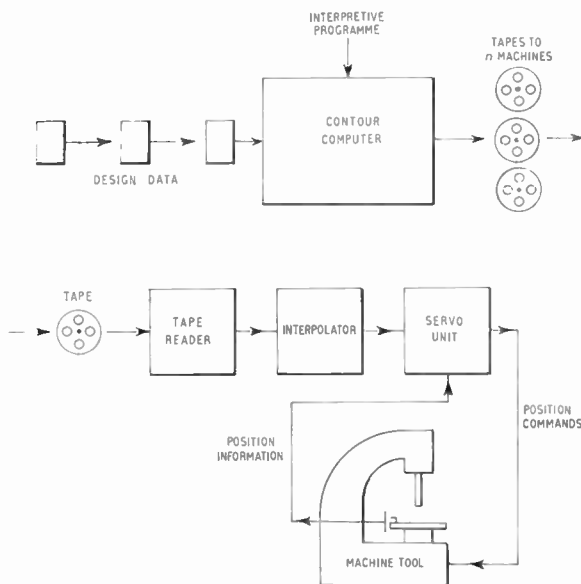 INTERPRETIVE
PROGRAMME
TAPES TO
n MACHINES
CONTOUR
COMPUTER
DESIGN DATA
TAPE
TAPE
READER
INTERPOLATOR
SERVO
UNIT
POSITION
COMMANDS
POSITION
INFORMATION
MACHINE TOOL